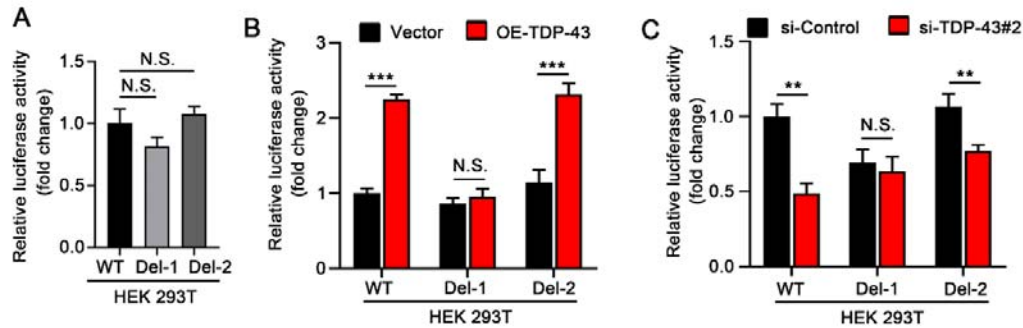 A
Relative luciferase activity
(fold change)
1.5
1.0
0.5
0.0
N.S.
N.S.
WT Del-1 Del-2
HEK 293T
B
Vector OE-TDP-43
Relative luciferase activity
(fold change)
3
2
1
0
***
N.S.
***
WT Del-1 Del-2
HEK 293T
C
si-Control si-TDP-43#2
Relative luciferase activity
(fold change)
1.5
1.0
0.5
0.0
**
N.S.
**
WT Del-1 Del-2
HEK 293T